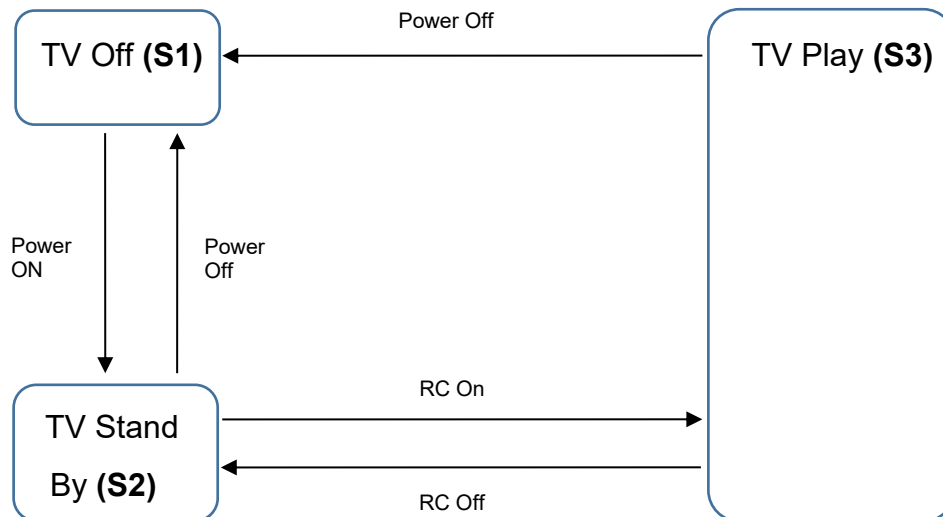 Power Off
TV Off (S1)
TV Play (S3)
Power
ON
Power
Off
RC On
TV Stand
By (S2)
RC Off